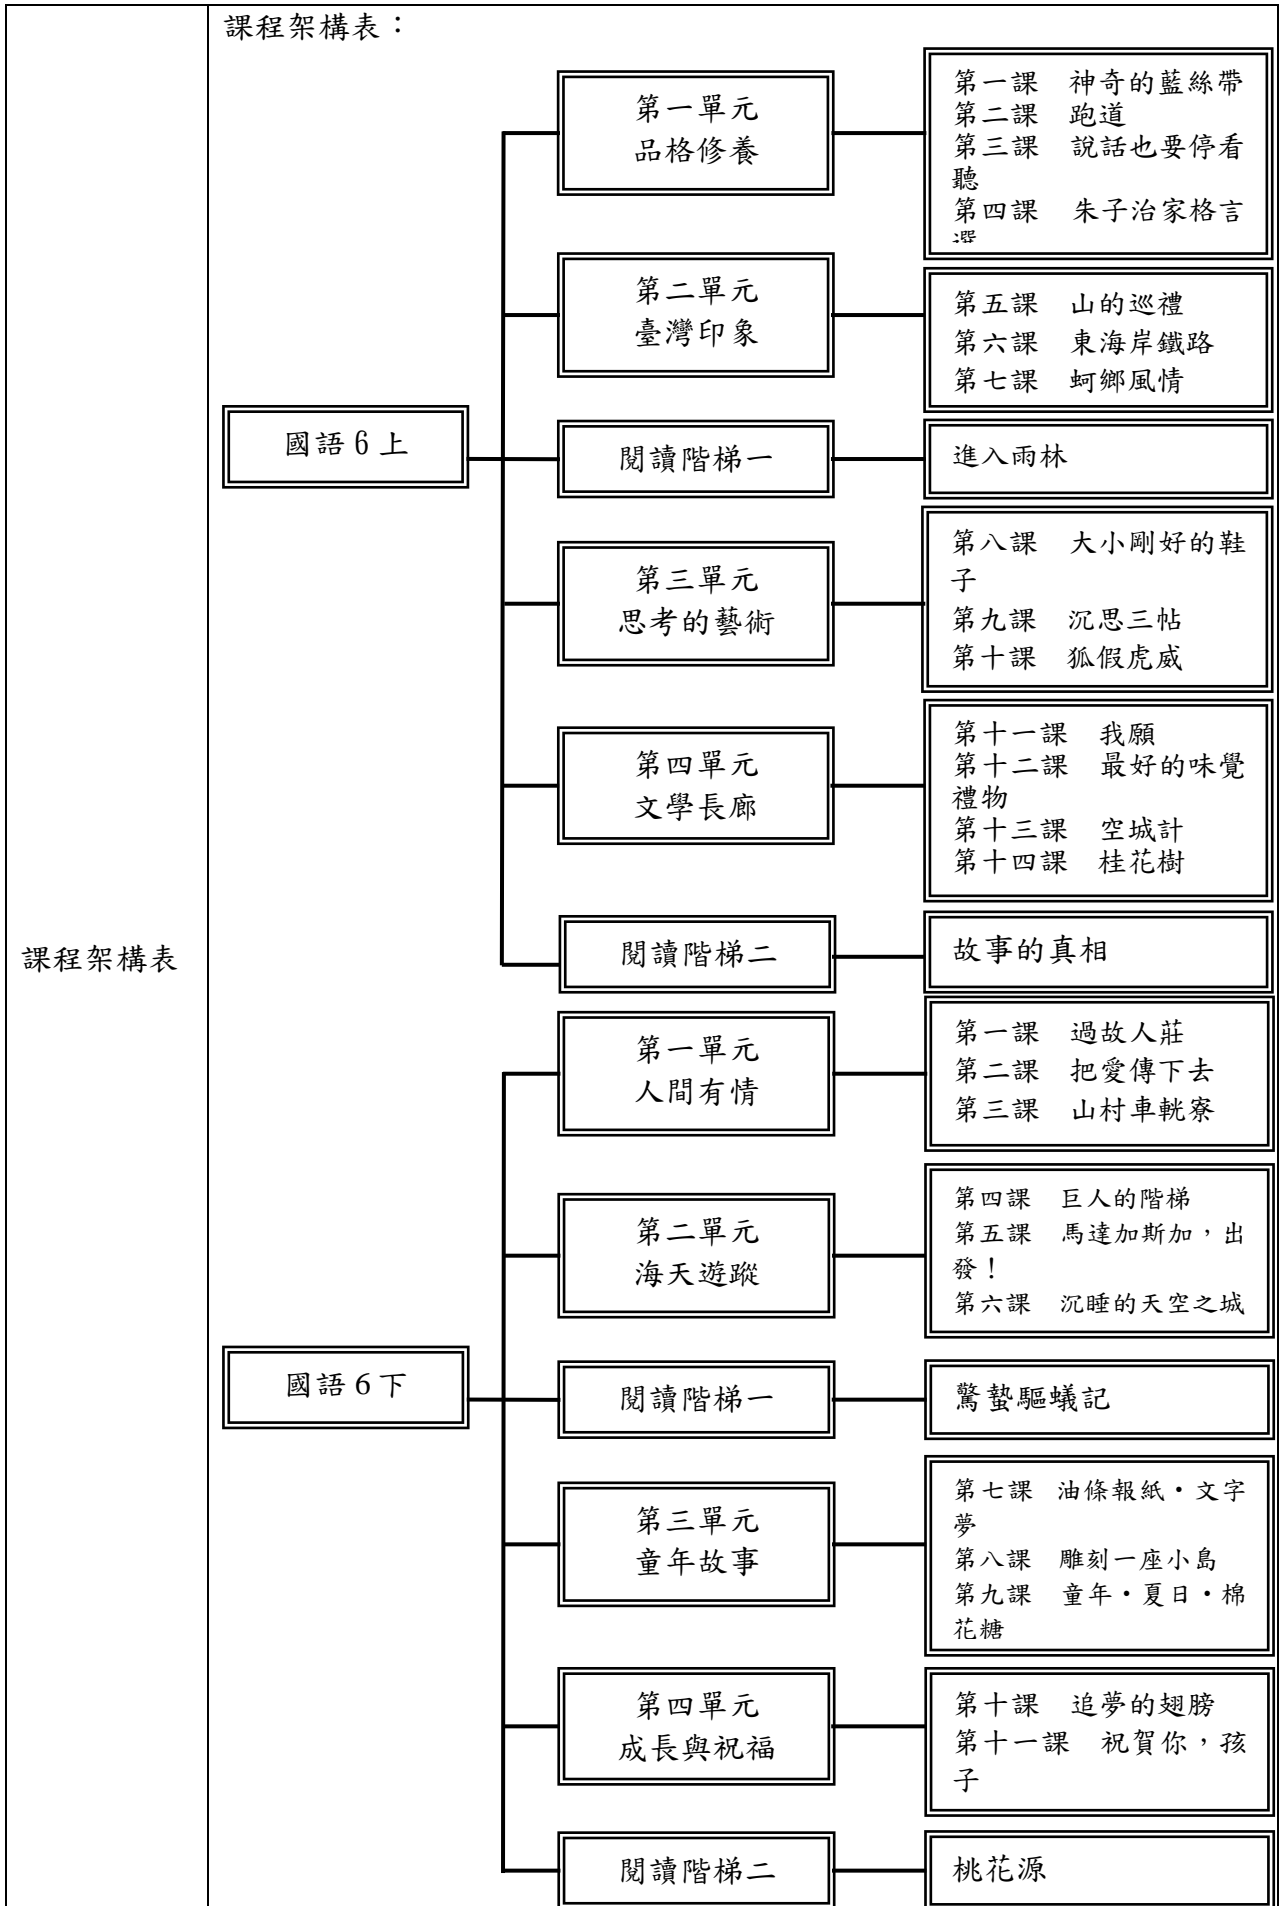 課程架構表
課程架構表：
國語6上
第一單元
品格修養
第一課　神奇的藍絲帶
第二課　跑道
第三課　說話也要停看
聽
第四課　朱子治家格言
第二單元
臺灣印象
第五課　山的巡禮
第六課　東海岸鐵路
第七課　蚵鄉風情
閱讀階梯一
進入雨林
第三單元
思考的藝術
第八課　大小剛好的鞋
子
第九課　沉思三帖
第十課　狐假虎威
第四單元
文學長廊
第十一課　我願
第十二課　最好的味覺
禮物
第十三課　空城計
第十四課　桂花樹
閱讀階梯二
故事的真相
國語6下
第一單元
人間有情
第一課　過故人莊
第二課　把愛傳下去
第三課　山村車輄寮
第二單元
海天遊蹤
第四課　巨人的階梯
第五課　馬達加斯加，出
發！
第六課　沉睡的天空之城
閱讀階梯一
驚蟄驅蟻記
第三單元
童年故事
第七課　油條報紙・文字
夢
第八課　雕刻一座小島
第九課　童年・夏日・棉
花糖
第四單元
成長與祝福
第十課　追夢的翅膀
第十一課　祝賀你，孩
子
閱讀階梯二
桃花源